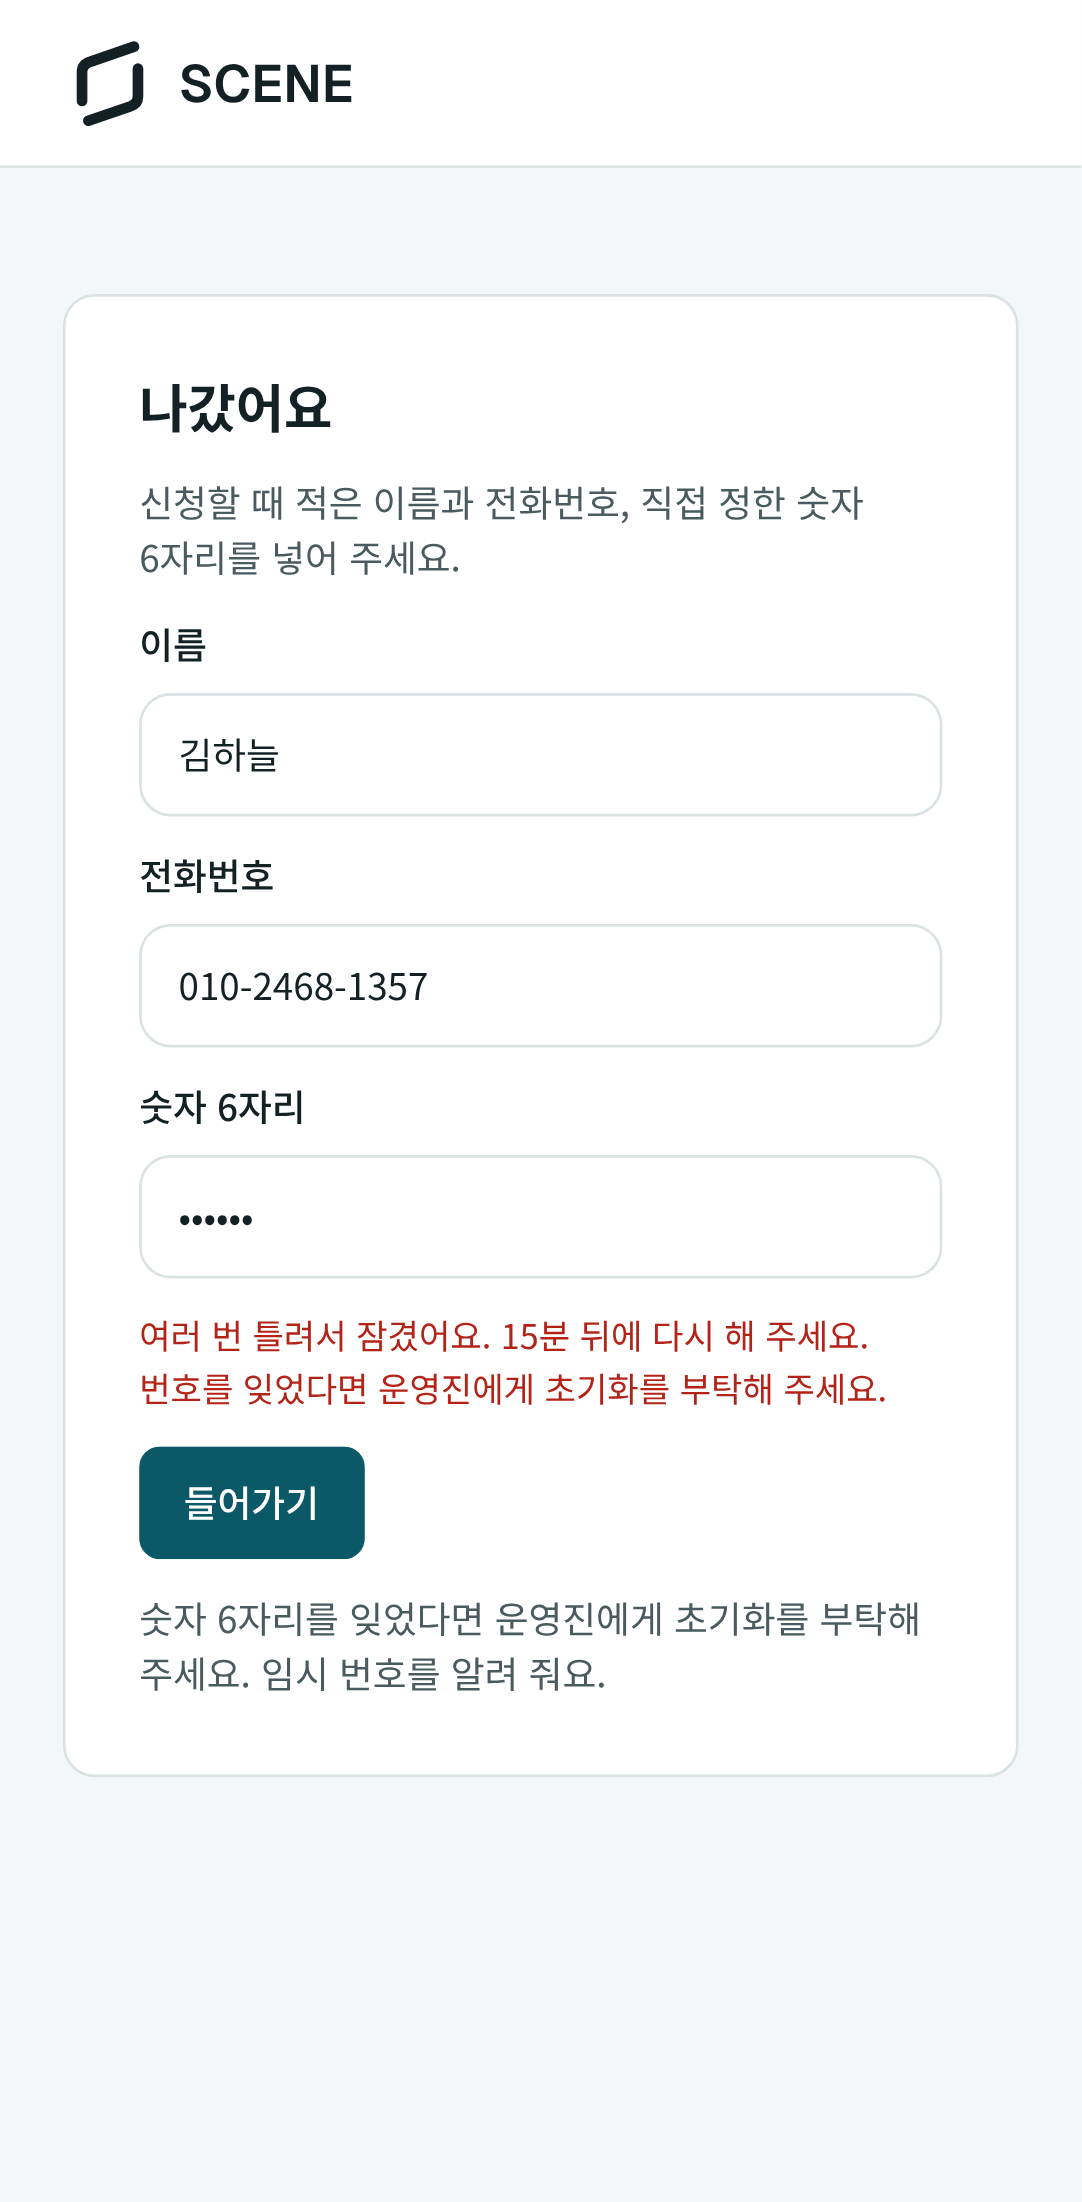 SCENE
나갔어요
신청할 때 적은 이름과 전화번호, 직접 정한 숫자
6자리를 넣어 주세요.
이름
김하늘
전화번호
010-2468-1357
숫자 6자리
••••••
여러 번 틀려서 잠겼어요. 15분 뒤에 다시 해 주세요.
번호를 잊었다면 운영진에게 초기화를 부탁해 주세요.
들어가기
숫자 6자리를 잊었다면 운영진에게 초기화를 부탁해
주세요. 임시 번호를 알려 줘요.